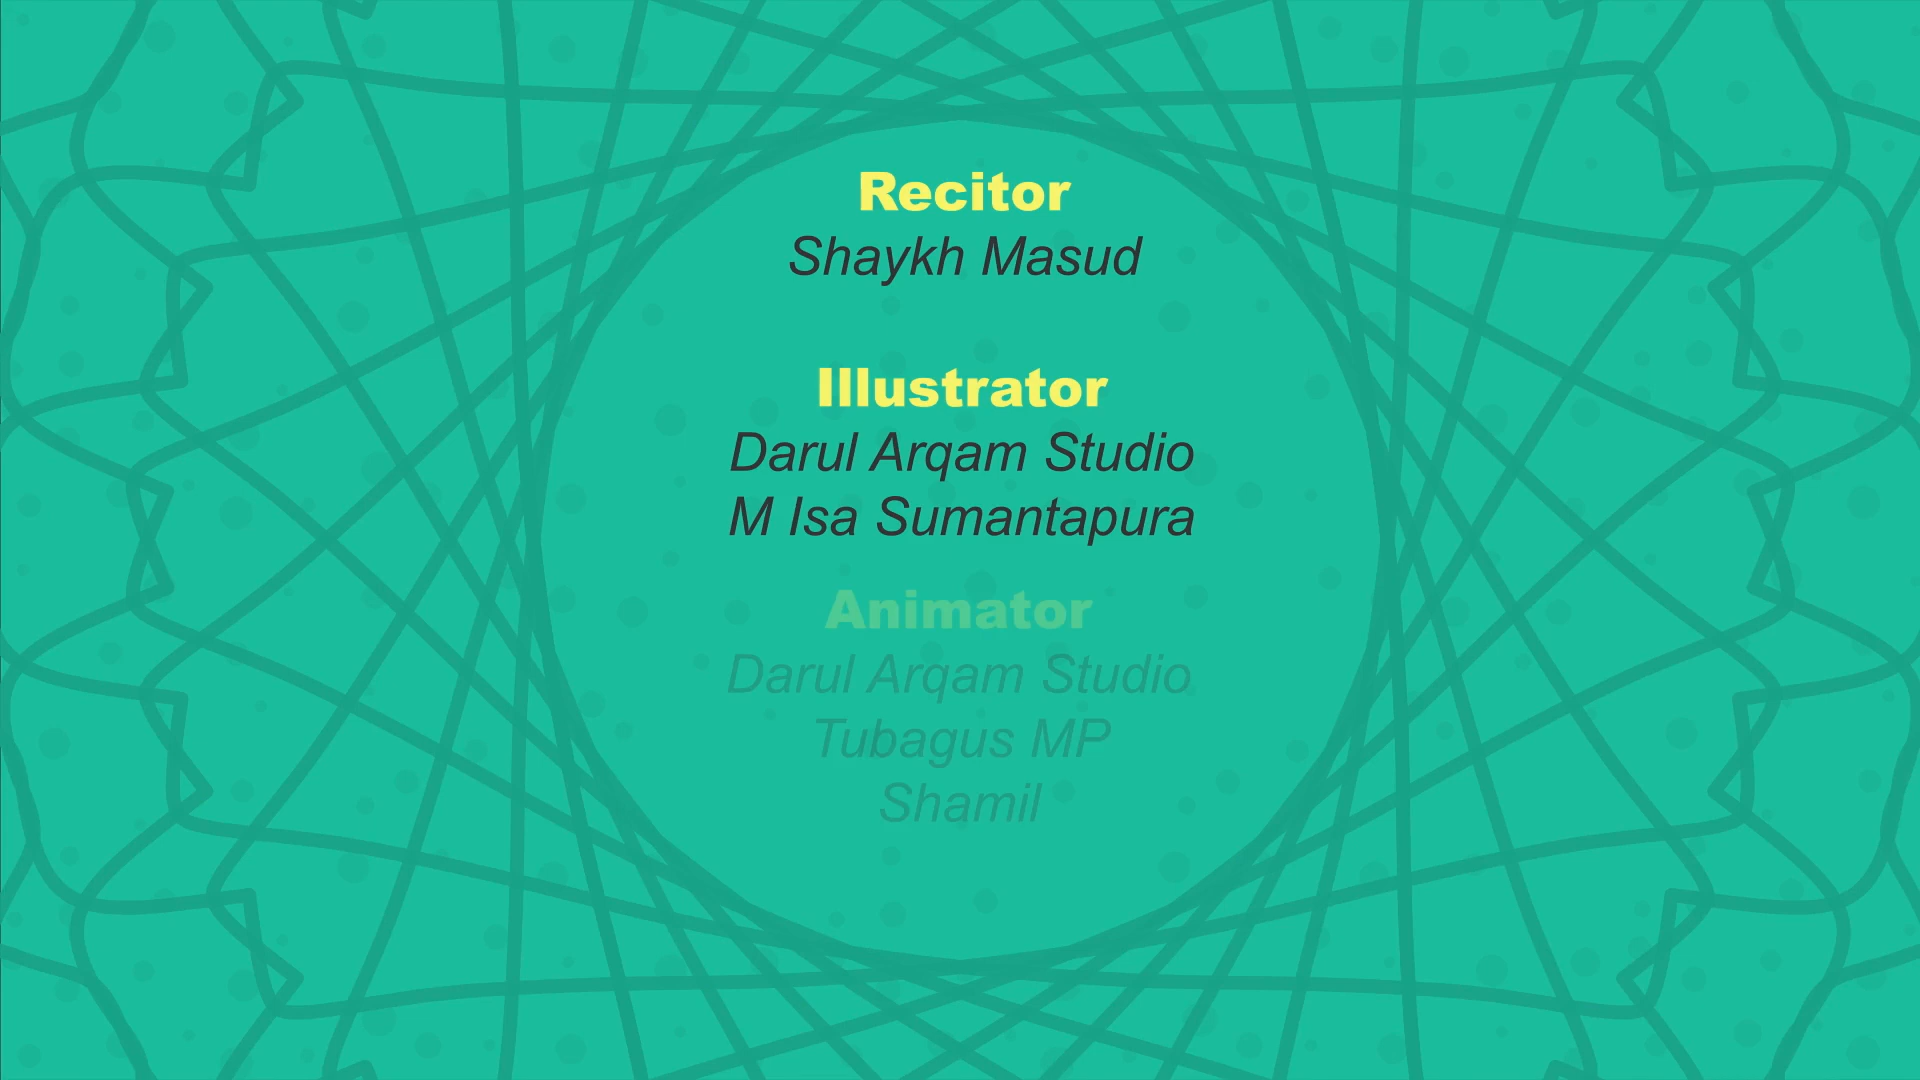 Recitor
Shaykh Masud
Illustrator
Darul Arqam Studio
M Isa Sumantapura
Animator
Darul Arqam Studio
Tubagus MP
Shamil